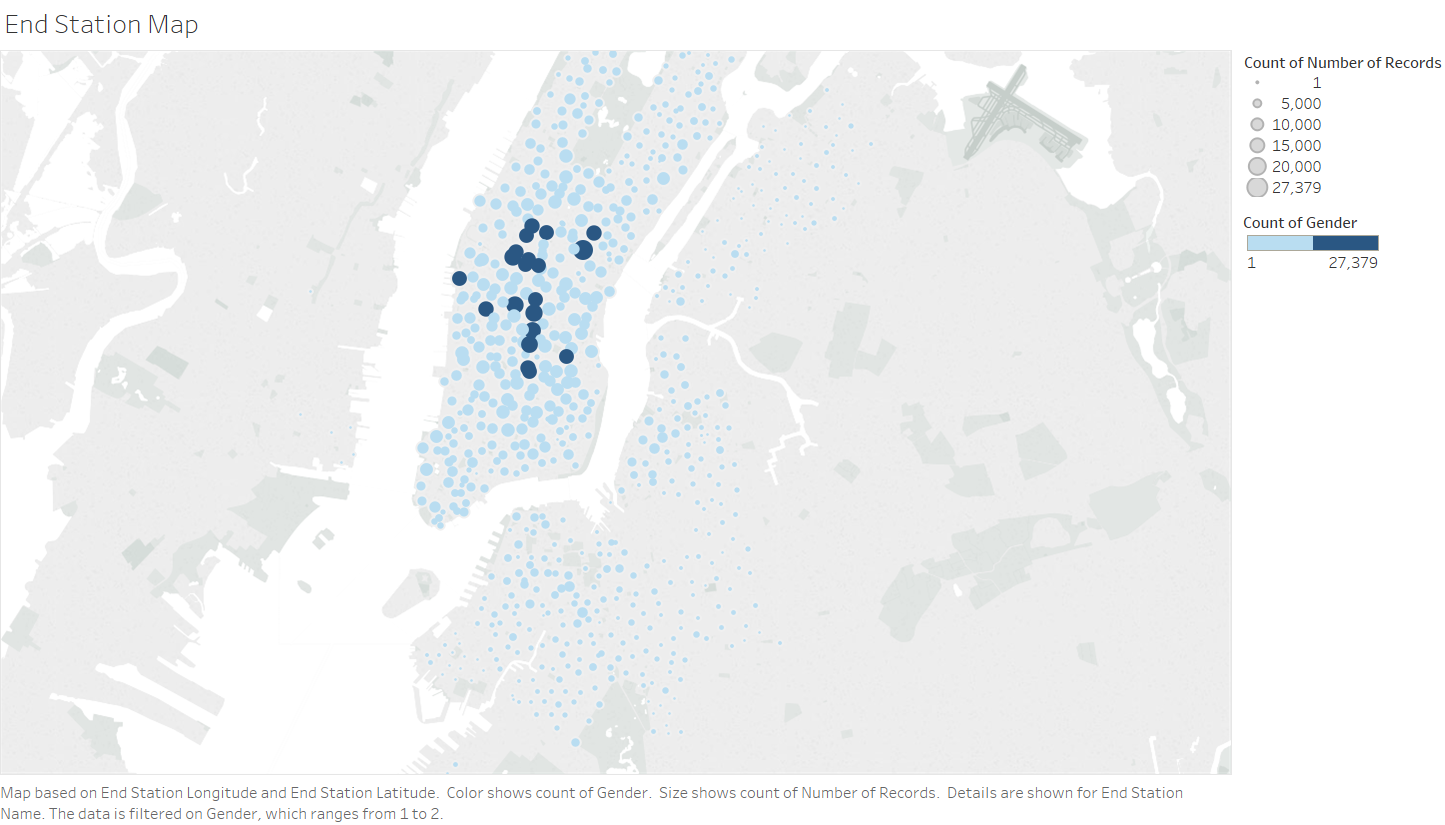 End Station Map
Count of Number of Records
1
5,000
10,000
15,000
20,000
27,379
Count of Gender
1 27,379
Map based on End Station Longitude and End Station Latitude.  Color shows count of Gender.  Size shows count of Number of Records.  Details are shown for End Station
Name. The data is filtered on Gender, which ranges from 1 to 2.